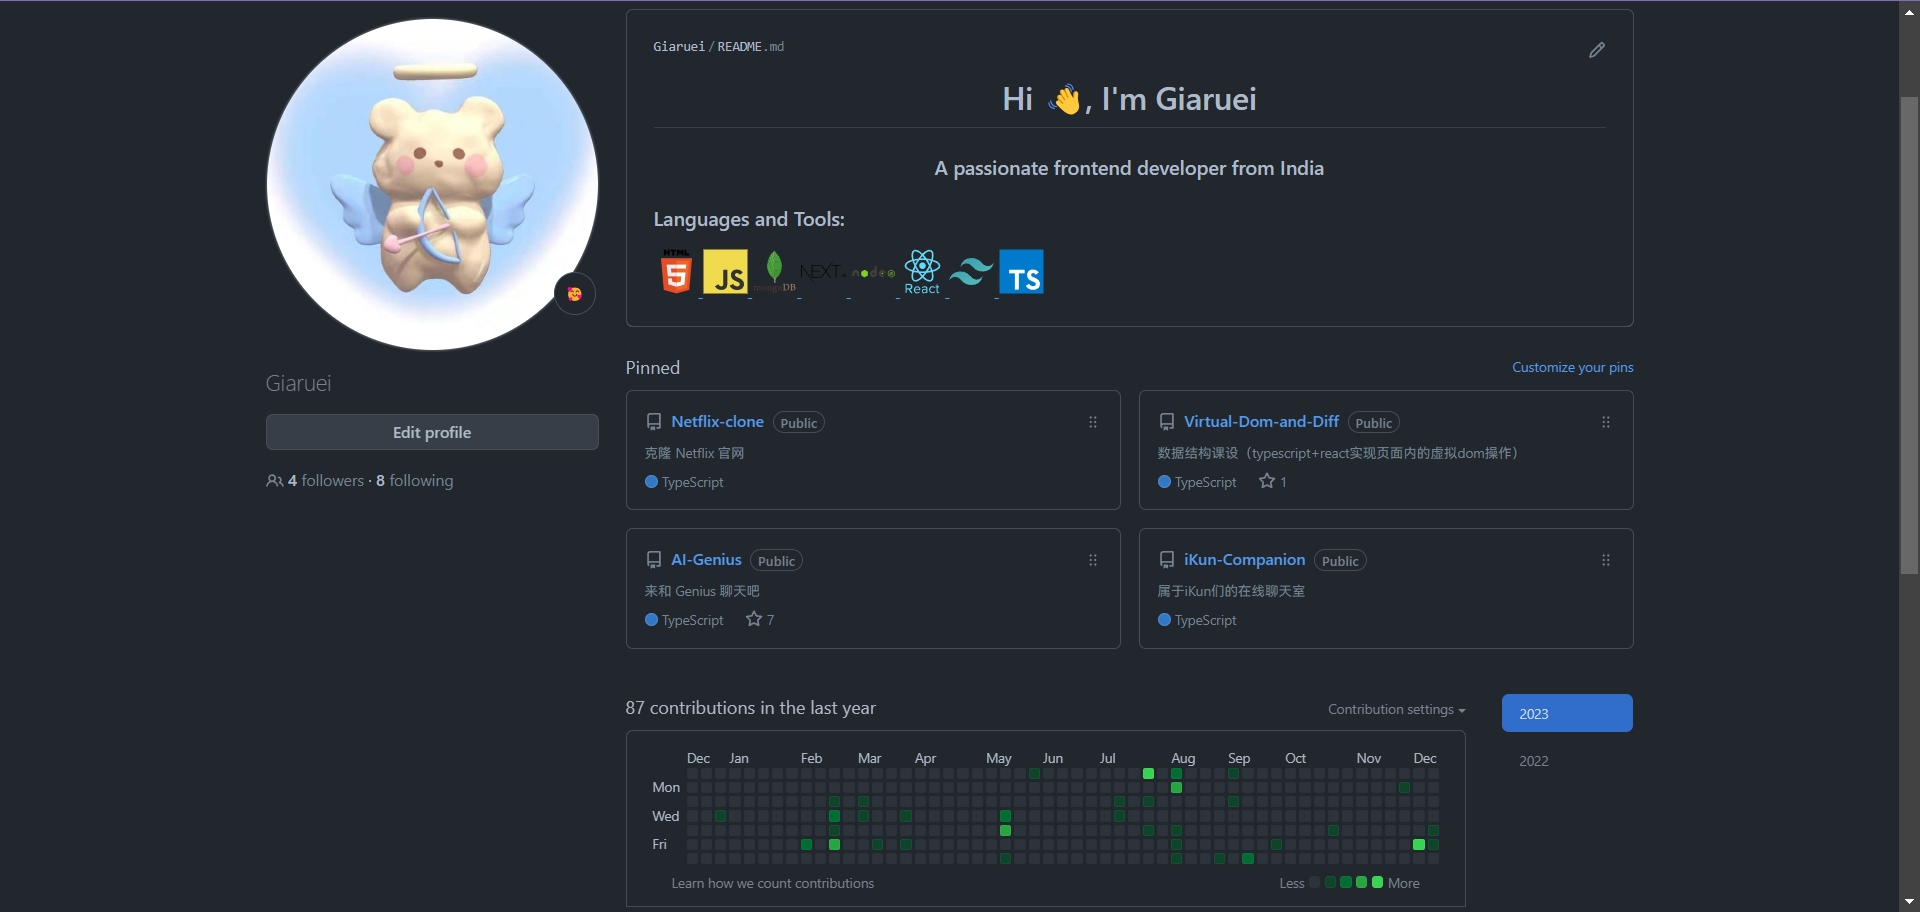 Giaruei/README.md
Hi 👋, I'm Giaruei
A passionate frontend developer from India
Languages and Tools:
HTML 5
JS
mongoDB
NEXT.
node
React
TS
Giaruei
Edit profile
4 followers · 8 following
Pinned
Customize your pins
Netflix-clone Public
克隆 Netflix 官网
TypeScript
Virtual-Dom-and-Diff Public
数据结构课设（typescript+react实现页面内的虚拟dom操作）
TypeScript 1
AI-Genius Public
来和 Genius 聊天吧
TypeScript 7
iKun-Companion Public
属于iKun们的在线聊天室
TypeScript
87 contributions in the last year
Contribution settings
2023
2022
Dec Jan Feb Mar Apr May Jun Jul Aug Sep Oct Nov Dec
Mon
Wed
Fri
Learn how we count contributions
Less More